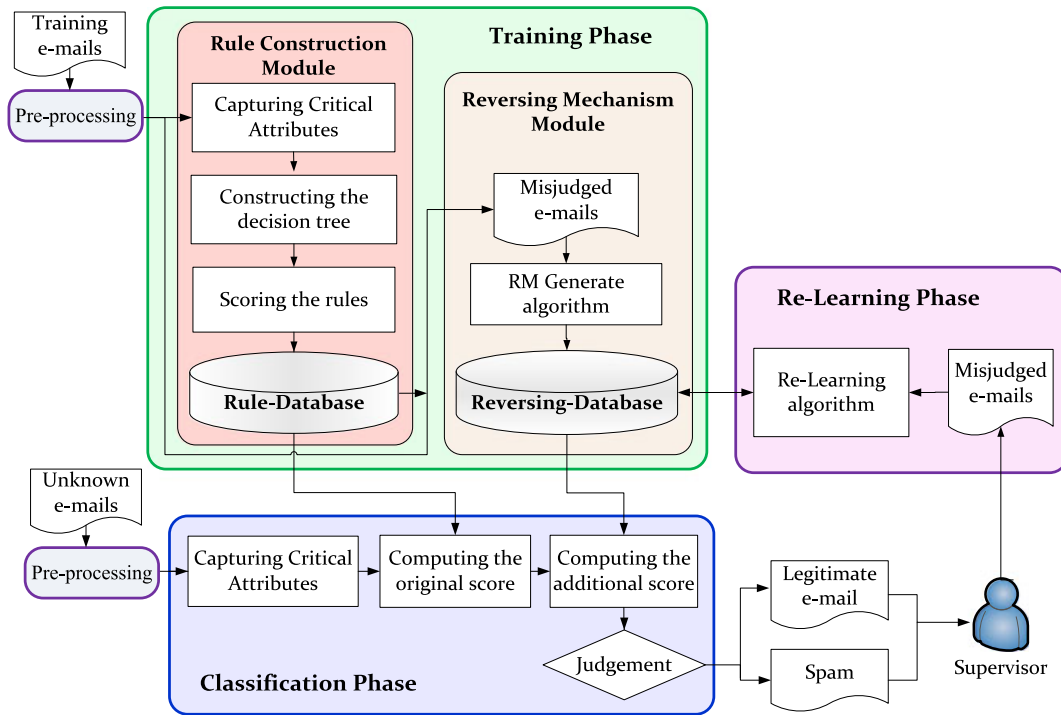 Training
e-mails
Pre-processing
Training Phase
Rule Construction
Module
Capturing Critical
Attributes
Constructing the
decision tree
Scoring the rules
Rule-Database
Reversing Mechanism
Module
Misjudged
e-mails
RM Generate
algorithm
Reversing-Database
Re-Learning Phase
Re-Learning
algorithm
Misjudged
e-mails
Unknown
e-mails
Pre-processing
Capturing Critical
Attributes
Computing the
original score
Computing the
additional score
Judgement
Classification Phase
Legitimate
e-mail
Spam
Supervisor